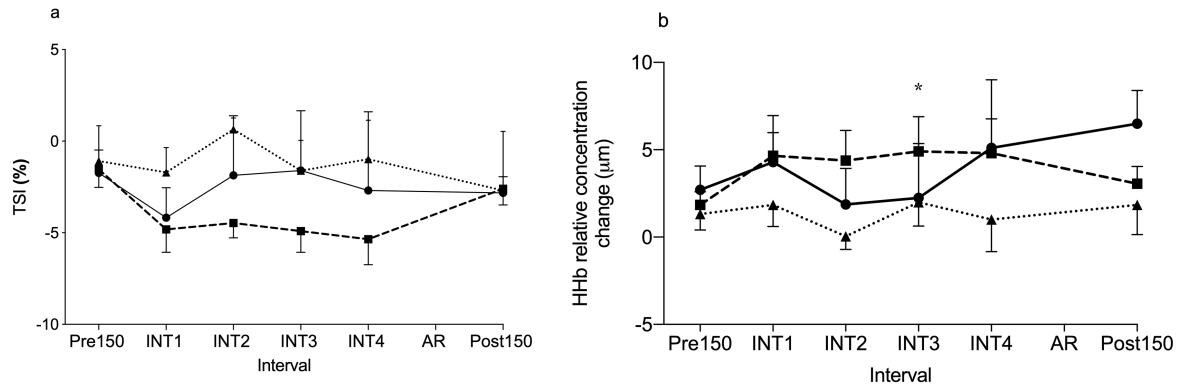 a
5
0
-5
-10
TSI (%)
Pre150 INT1 INT2 INT3 INT4 AR Post150
Interval
b
10
5
0
-5
*
HHb relative concentration
change (μm)
Pre150 INT1 INT2 INT3 INT4 AR Post150
Interval